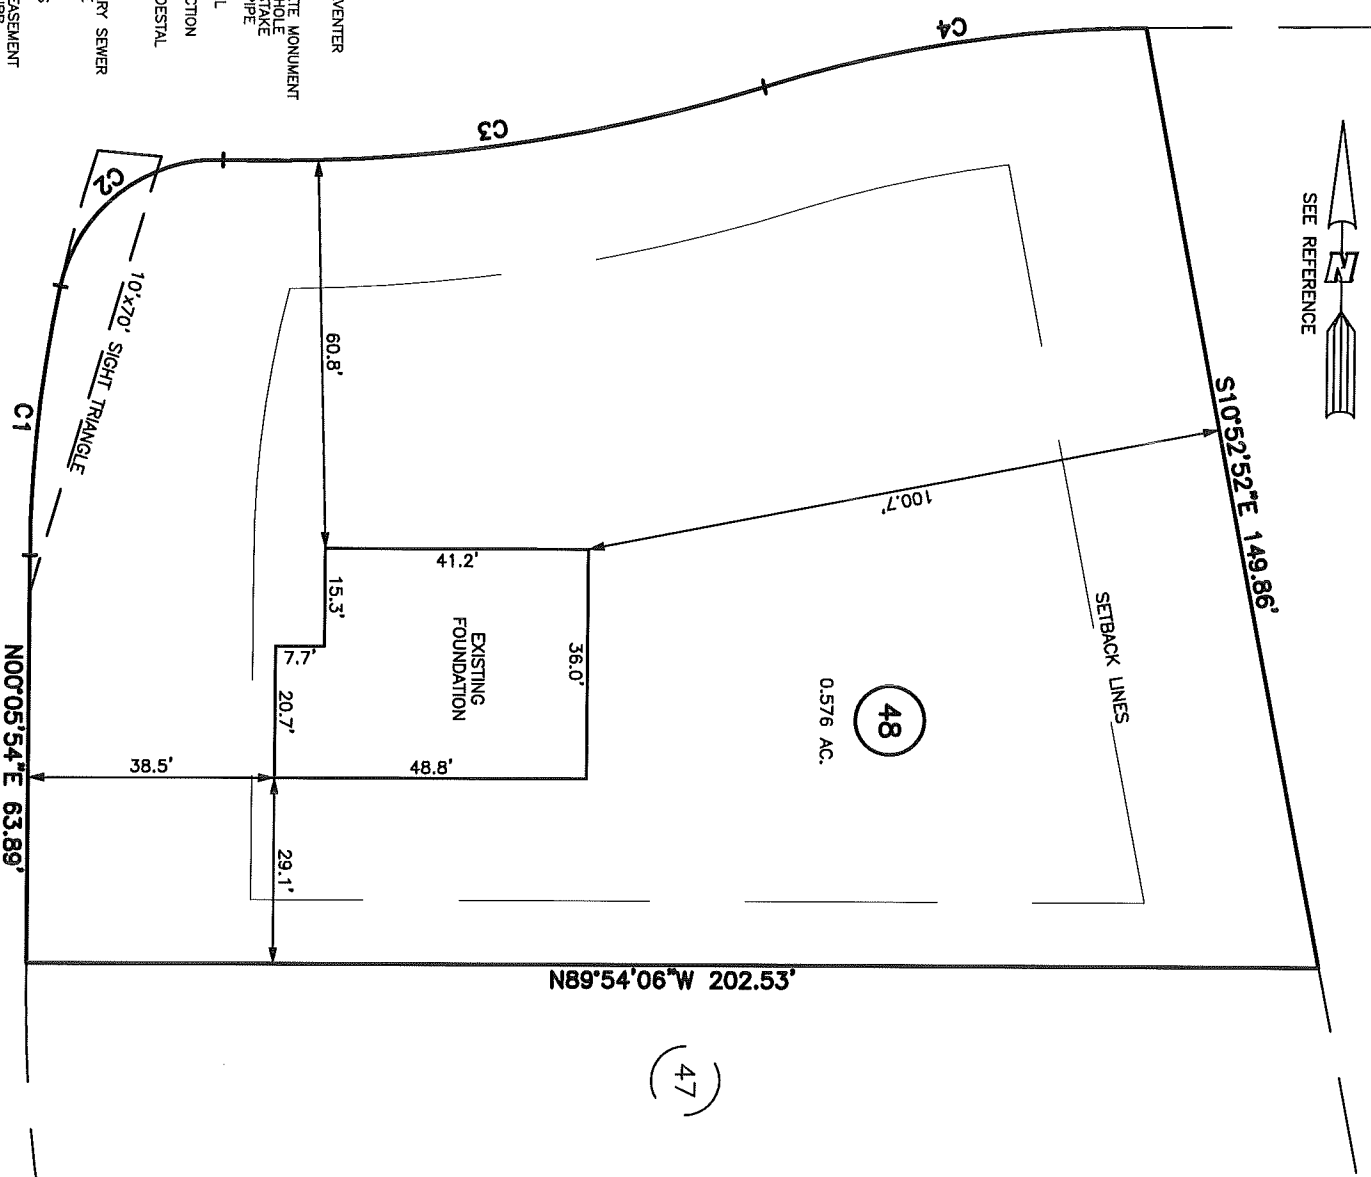 VENTER
TE MONUMENT
HOLE
STAKE
PIPE
L
CTION
DESTAL
RY SEWER
S
EASEMENT
C4
C3
C2
C1
N
SEE REFERENCE
10'x70' SIGHT TRIANGLE
60.8'
S10°52'52"E 149.86'
100.7'
41.2'
15.3'
7.7'
20.7'
EXISTING
FOUNDATION
36.0'
48.8'
38.5'
29.1'
SETBACK LINES
48
0.576 AC.
N00°05'54"E 63.89'
N89°54'06"W 202.53'
47